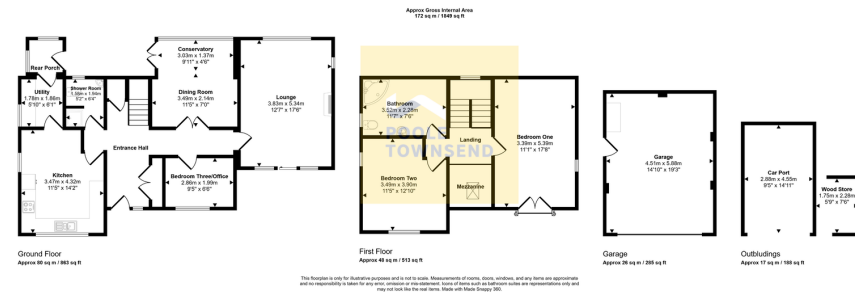 Approx Gross Internal Area
172 sq m / 1849 sq ft
Rear Porch
Utility
1.78m x 1.86m
5'10" x 6'1"
Shower Room
1.58m x 1.94m
5'2" x 6'4"
Conservatory
3.03m x 1.37m
9'11" x 4'6"
Dining Room
3.49m x 2.14m
11'5" x 7'0"
Lounge
3.83m x 5.34m
12'7" x 17'6"
Entrance Hall
Kitchen
3.47m x 4.32m
11'5" x 14'2"
Bedroom Three/Office
2.86m x 1.99m
9'5" x 6'6"
Ground Floor
Approx 80 sq m / 863 sq ft
Bathroom
3.52m x 2.28m
11'7" x 7'6"
POOLE
TOWNSEND
Landing
Bedroom One
3.39m x 5.39m
11'1" x 17'8"
Bedroom Two
3.49m x 3.90m
11'5" x 12'10"
Mezzanine
First Floor
Approx 48 sq m / 513 sq ft
Garage
4.51m x 5.88m
14'10" x 19'3"
Garage
Approx 26 sq m / 285 sq ft
Car Port
2.88m x 4.55m
9'5" x 14'11"
Wood Store
1.75m x 2.28m
5'9" x 7'6"
Outbuldings
Approx 17 sq m / 188 sq ft
This floorplan is only for illustrative purposes and is not to scale. Measurements of rooms, doors, windows, and any items are approximate
and no responsibility is taken for any error, omission or mis-statement. Icons of items such as bathroom suites are representations only and
may not look like the real items. Made with Made Snappy 360.